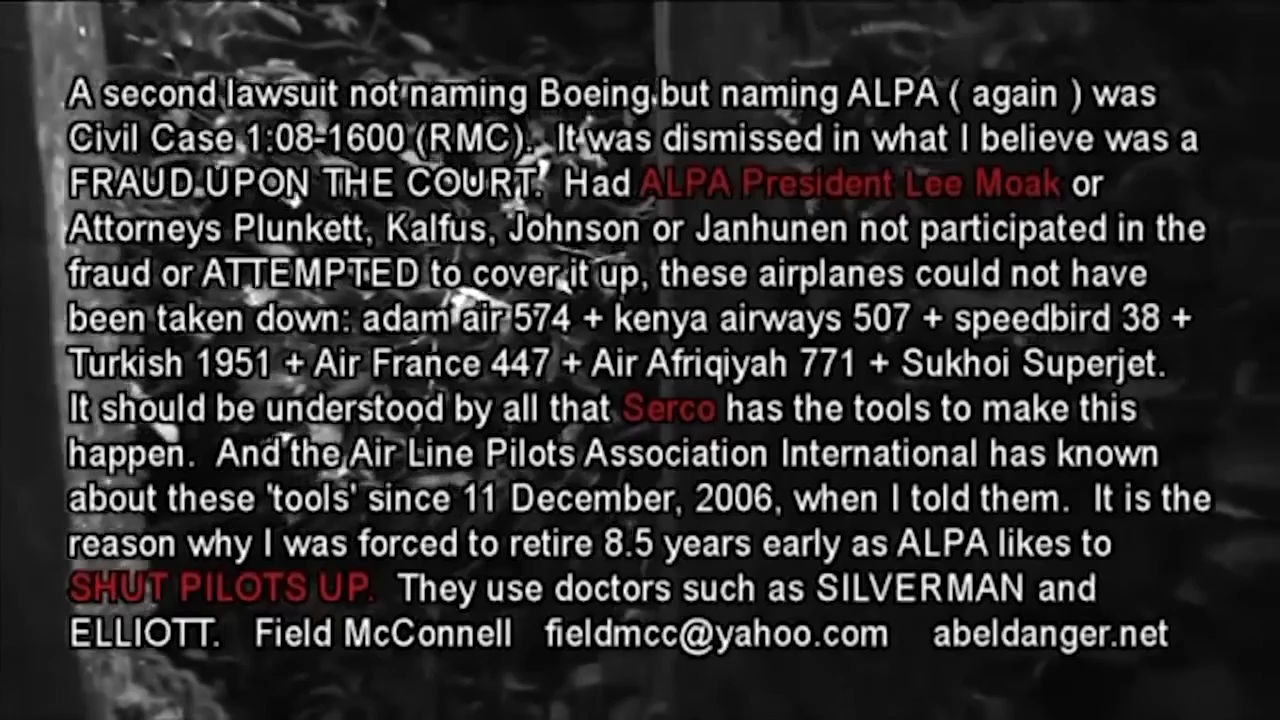 A second lawsuit not naming Boeing but naming ALPA ( again ) was
Civil Case 1:08-1600 (RMC).  It was dismissed in what I believe was a
FRAUD UPON THE COURT.  Had ALPA President Lee Moak or
Attorneys Plunkett, Kalfus, Johnson or Janhunen not participated in the
fraud or ATTEMPTED to cover it up, these airplanes could not have
been taken down: adam air 574 + kenya airways 507 + speedbird 38 +
Turkish 1951 + Air France 447 + Air Afriqiyah 771 + Sukhoi Superjet.
It should be understood by all that Serco has the tools to make this
happen.  And the Air Line Pilots Association International has known
about these 'tools' since 11 December, 2006, when I told them.  It is the
reason why I was forced to retire 8.5 years early as ALPA likes to
SHUT PILOTS UP.  They use doctors such as SILVERMAN and
ELLIOTT.   Field McConnell   fieldmcc@yahoo.com    abeldanger.net